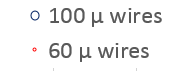 100 µ wires
60 µ wires